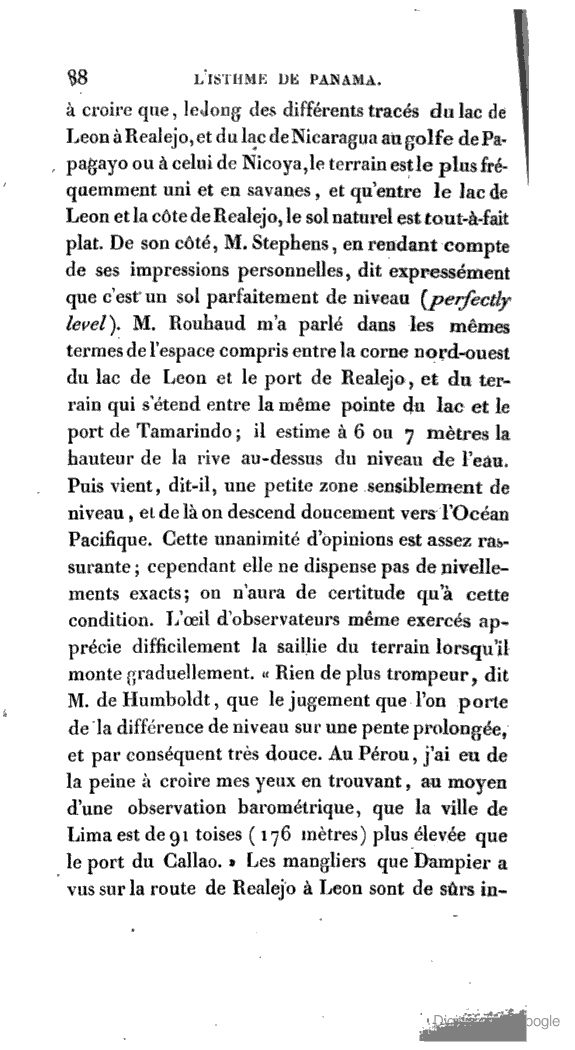 88 L'ISTHME DE PANAMA.
à croire que, le long des différents tracés du lac de
Leon à Realejo, et du lac de Nicaragua au golfe de Pa-
pagayo ou à celui de Nicoya, le terrain est le plus fré-
quemment uni et en savanes, et qu'entre le lac de
Leon et la côte de Realejo, le sol naturel est tout-à-fait
plat. De son côté, M. Stephens, en rendant compte
de ses impressions personnelles, dit expressément
que c'est un sol parfaitement de niveau (perfectly
level). M. Rouhaud m'a parlé dans les mêmes
termes de l'espace compris entre la corne nord-ouest
du lac de Leon et le port de Realejo, et du ter-
rain qui s'étend entre la même pointe du lac et le
port de Tamarindo; il estime à 6 ou 7 mètres la
hauteur de la rive au-dessus du niveau de l'eau.
Puis vient, dit-il, une petite zone sensiblement de
niveau, et de là on descend doucement vers l'Océan
Pacifique. Cette unanimité d'opinions est assez ras-
surante; cependant elle ne dispense pas de nivelle-
ments exacts; on n'aura de certitude qu'à cette
condition. L'œil d'observateurs même exercés ap-
précie difficilement la saillie du terrain lorsqu'il
monte graduellement. « Rien de plus trompeur, dit
M. de Humboldt, que le jugement que l'on porte
de la différence de niveau sur une pente prolongée,
et par conséquent très douce. Au Pérou, j'ai eu de
la peine à croire mes yeux en trouvant, au moyen
d'une observation barométrique, que la ville de
Lima est de 91 toises (176 mètres) plus élevée que
le port du Callao. » Les mangliers que Dampier a
vus sur la route de Realejo à Leon sont de sûrs in-